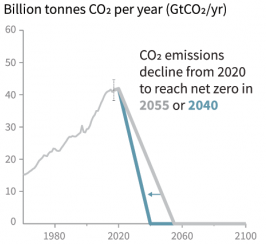 Billion tonnes CO₂ per year (GtCO₂/yr)
60
50
40
30
20
10
0
CO₂ emissions
decline from 2020
to reach net zero in
2055 or 2040
1980 2020 2060 2100